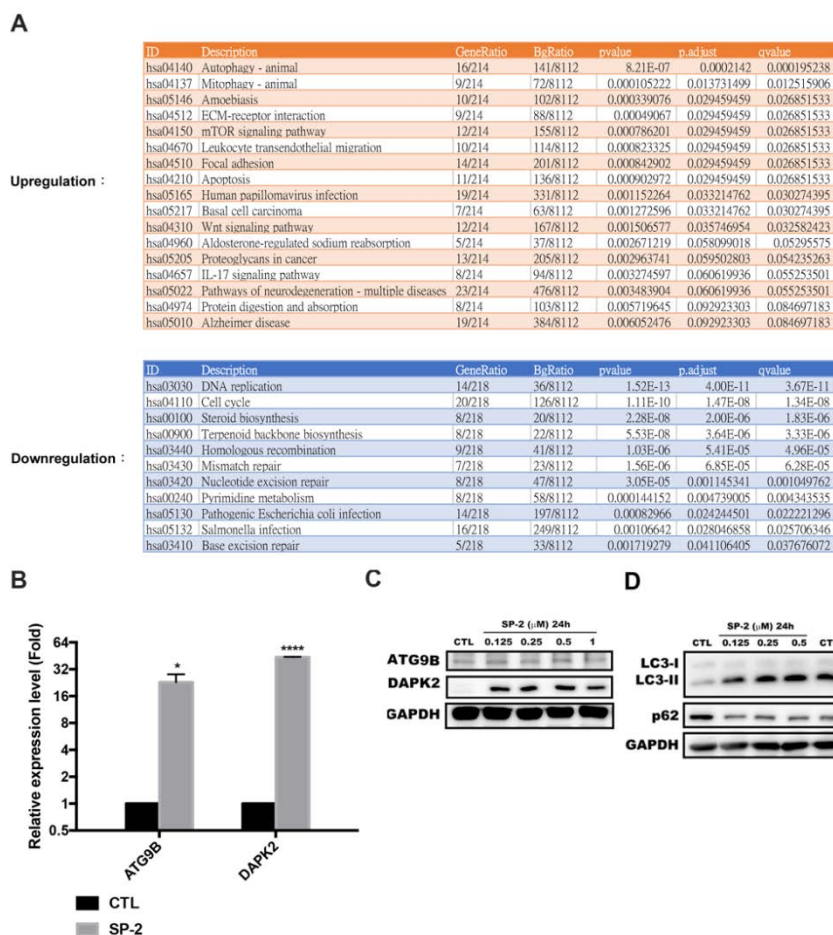 A
ID Description GeneRatio BgRatio pvalue p.adjust qvalue
hsa04140 Autophagy - animal 16/214 141/8112 8.21E-07 0.0002142 0.000195238
hsa04137 Mitophagy - animal 9/214 72/8112 0.000105222 0.013731499 0.012515906
hsa05146 Amoebiasis 10/214 102/8112 0.000339076 0.029459459 0.026851533
hsa04512 ECM-receptor interaction 9/214 88/8112 0.00049067 0.029459459 0.026851533
hsa04150 mTOR signaling pathway 12/214 155/8112 0.000786201 0.029459459 0.026851533
hsa04670 Leukocyte transendothelial migration 10/214 114/8112 0.000823325 0.029459459 0.026851533
hsa04510 Focal adhesion 14/214 201/8112 0.000842902 0.029459459 0.026851533
hsa04210 Apoptosis 11/214 136/8112 0.000902972 0.029459459 0.026851533
Upregulation :
hsa05165 Human papillomavirus infection 19/214 331/8112 0.001152264 0.033214762 0.030274395
hsa05217 Basal cell carcinoma 7/214 63/8112 0.001272596 0.033214762 0.030274395
hsa04310 Wnt signaling pathway 12/214 167/8112 0.001506577 0.035746954 0.032582423
hsa04960 Aldosterone-regulated sodium reabsorption 5/214 37/8112 0.002671219 0.058099018 0.05295575
hsa05205 Proteoglycans in cancer 13/214 205/8112 0.002963741 0.059502803 0.054235263
hsa04657 IL-17 signaling pathway 8/214 94/8112 0.003274597 0.060619936 0.055253501
hsa05022 Pathways of neurodegeneration - multiple diseases 23/214 476/8112 0.003483904 0.060619936 0.055253501
hsa04974 Protein digestion and absorption 8/214 103/8112 0.005719645 0.092923303 0.084697183
hsa05010 Alzheimer disease 19/214 384/8112 0.006052476 0.092923303 0.084697183
ID Description GeneRatio BgRatio pvalue p.adjust qvalue
hsa03030 DNA replication 14/218 36/8112 1.52E-13 4.00E-11 3.67E-11
hsa04110 Cell cycle 20/218 126/8112 1.11E-10 1.47E-08 1.34E-08
hsa00100 Steroid biosynthesis 8/218 20/8112 2.28E-08 2.00E-06 1.83E-06
hsa00900 Terpenoid backbone biosynthesis 8/218 22/8112 5.53E-08 3.64E-06 3.33E-06
Downregulation :
hsa03440 Homologous recombination 9/218 41/8112 1.03E-06 5.41E-05 4.96E-05
hsa03430 Mismatch repair 7/218 23/8112 1.56E-06 6.85E-05 6.28E-05
hsa03420 Nucleotide excision repair 8/218 47/8112 3.05E-05 0.001145341 0.001049762
hsa00240 Pyrimidine metabolism 8/218 58/8112 0.000144152 0.004739005 0.004343535
hsa05130 Pathogenic Escherichia coli infection 14/218 197/8112 0.00082966 0.024244501 0.022221296
hsa05132 Salmonella infection 16/218 249/8112 0.00106642 0.028046858 0.025706346
hsa03410 Base excision repair 5/218 33/8112 0.001719279 0.041106405 0.037676072
B
Relative expression level (Fold)
64
32
16
8
4
2
1
0.5
*
****
ATG9B
DAPK2
CTL
SP-2
C
SP-2 (μM) 24h
CTL 0.125 0.25 0.5 1
ATG9B
DAPK2
GAPDH
D
SP-2 (μM) 24h
CTL 0.125 0.25 0.5 CT
LC3-I
LC3-II
p62
GAPDH